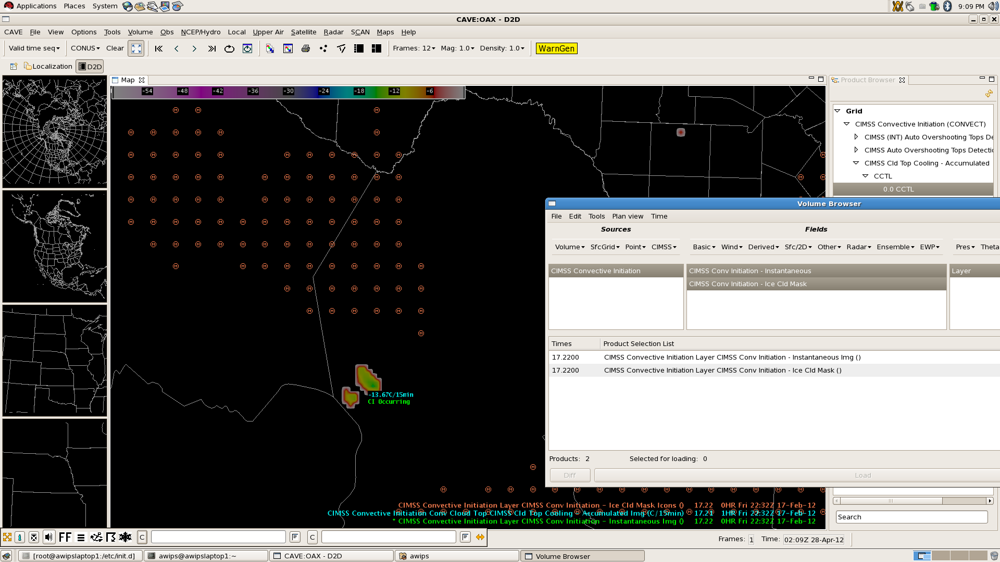 Applications Places System 9:09 PM
CAVE:OAX - D2D
CAVE File View Options Tools Volume Obs NCEP/Hydro Local Upper Air Satellite Radar SCAN Maps Help
Valid time seq CONUS Clear Frames: 12 Mag: 1.0 Density: 1.0 WarnGen
Localization D2D
Map
-54 -48 -42 -36 -30 -24 -18 -12 -6
Product Browser
Grid
CIMSS Convective Initiation (CONVECT)
CIMSS (INT) Auto Overshooting Tops De
CIMSS Auto Overshooting Tops Detectio
CIMSS Cld Top Cooling - Accumulated
CCTL
0.0 CCTL
Volume Browser
File Edit Tools Plan view Time
Sources Fields
Volume SfcGrid Point CIMSS Basic Wind Derived Sfc/2D Other Radar Ensemble EWP Pres Theta
CIMSS Convective Initiation
CIMSS Conv Initiation - Instantaneous
CIMSS Conv Initiation - Ice Cld Mask
Layer
Times Product Selection List
17.2200 CIMSS Convective Initiation Layer CIMSS Conv Initiation - Instantaneous Img ()
17.2200 CIMSS Convective Initiation Layer CIMSS Conv Initiation - Ice Cld Mask ()
Products: 2 Selected for loading: 0
Diff Load
-13.67C/15min
CI Occurring
CIMSS Convective Initiation Layer CIMSS Conv Initiation - Ice Cld Mask Icons () 17.22 0HR Fri 22:32Z 17-Feb-12
CIMSS Convective Initiation Conv Cloud Top CIMSS Cld Top Cooling - Accumulated Img (C/15min) 17.21 1HR Fri 22:32Z 17-Feb-12
* CIMSS Convective Initiation Layer CIMSS Conv Initiation - Instantaneous Img () 17.22 0HR Fri 22:32Z 17-Feb-12
Search
FF C C
Frames: 1 Time: 02:09Z 28-Apr-12
[root@awipslaptop1:/etc/init.d] awips@awipslaptop1:~ CAVE:OAX - D2D awips Volume Browser